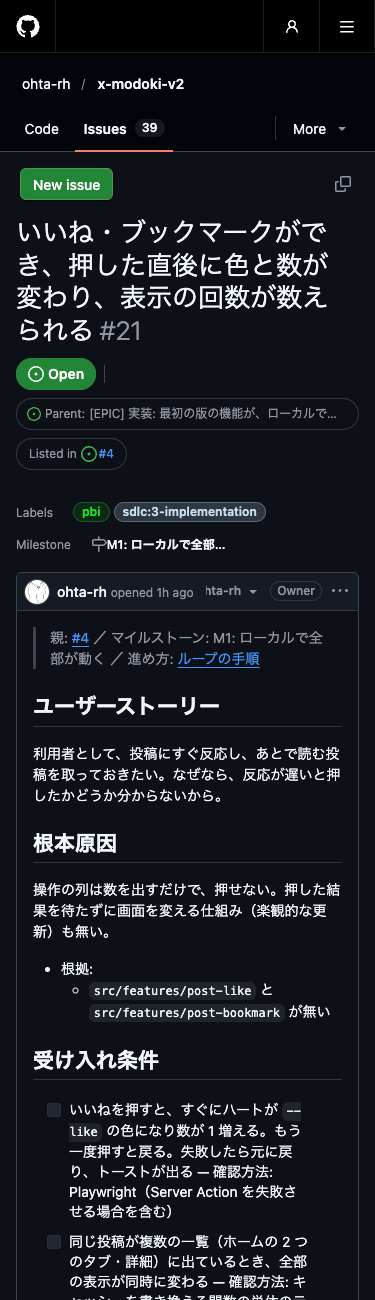 ohta-rh / x-modoki-v2
Code Issues 39 More
New issue
いいね・ブックマークがで
き、押した直後に色と数が
変わり、表示の回数が数え
られる #21
Open
Parent: [EPIC] 実装: 最初の版の機能が、ローカルで...
Listed in #4
Labels pbi sdlc:3-implementation
Milestone M1: ローカルで全部...
ohta-rh opened 1h ago hta-rh Owner
親: #4 ／ マイルストーン: M1: ローカルで全
部が動く ／ 進め方: ループの手順
ユーザーストーリー
利用者として、投稿にすぐ反応し、あとで読む投
稿を取っておきたい。なぜなら、反応が遅いと押
したかどうか分からないから。
根本原因
操作の列は数を出すだけで、押せない。押した結
果を待たずに画面を変える仕組み（楽観的な更
新）も無い。
根拠:
src/features/post-like と
src/features/post-bookmark が無い
受け入れ条件
いいねを押すと、すぐにハートが --
like の色になり数が 1 増える。もう
一度押すと戻る。失敗したら元に戻
り、トーストが出る — 確認方法:
Playwright（Server Action を失敗さ
せる場合を含む）
同じ投稿が複数の一覧（ホームの 2 つ
のタブ・詳細）に出ているとき、全部
の表示が同時に変わる — 確認方法: キ
ャッシュを書き換える関数の単体のテ